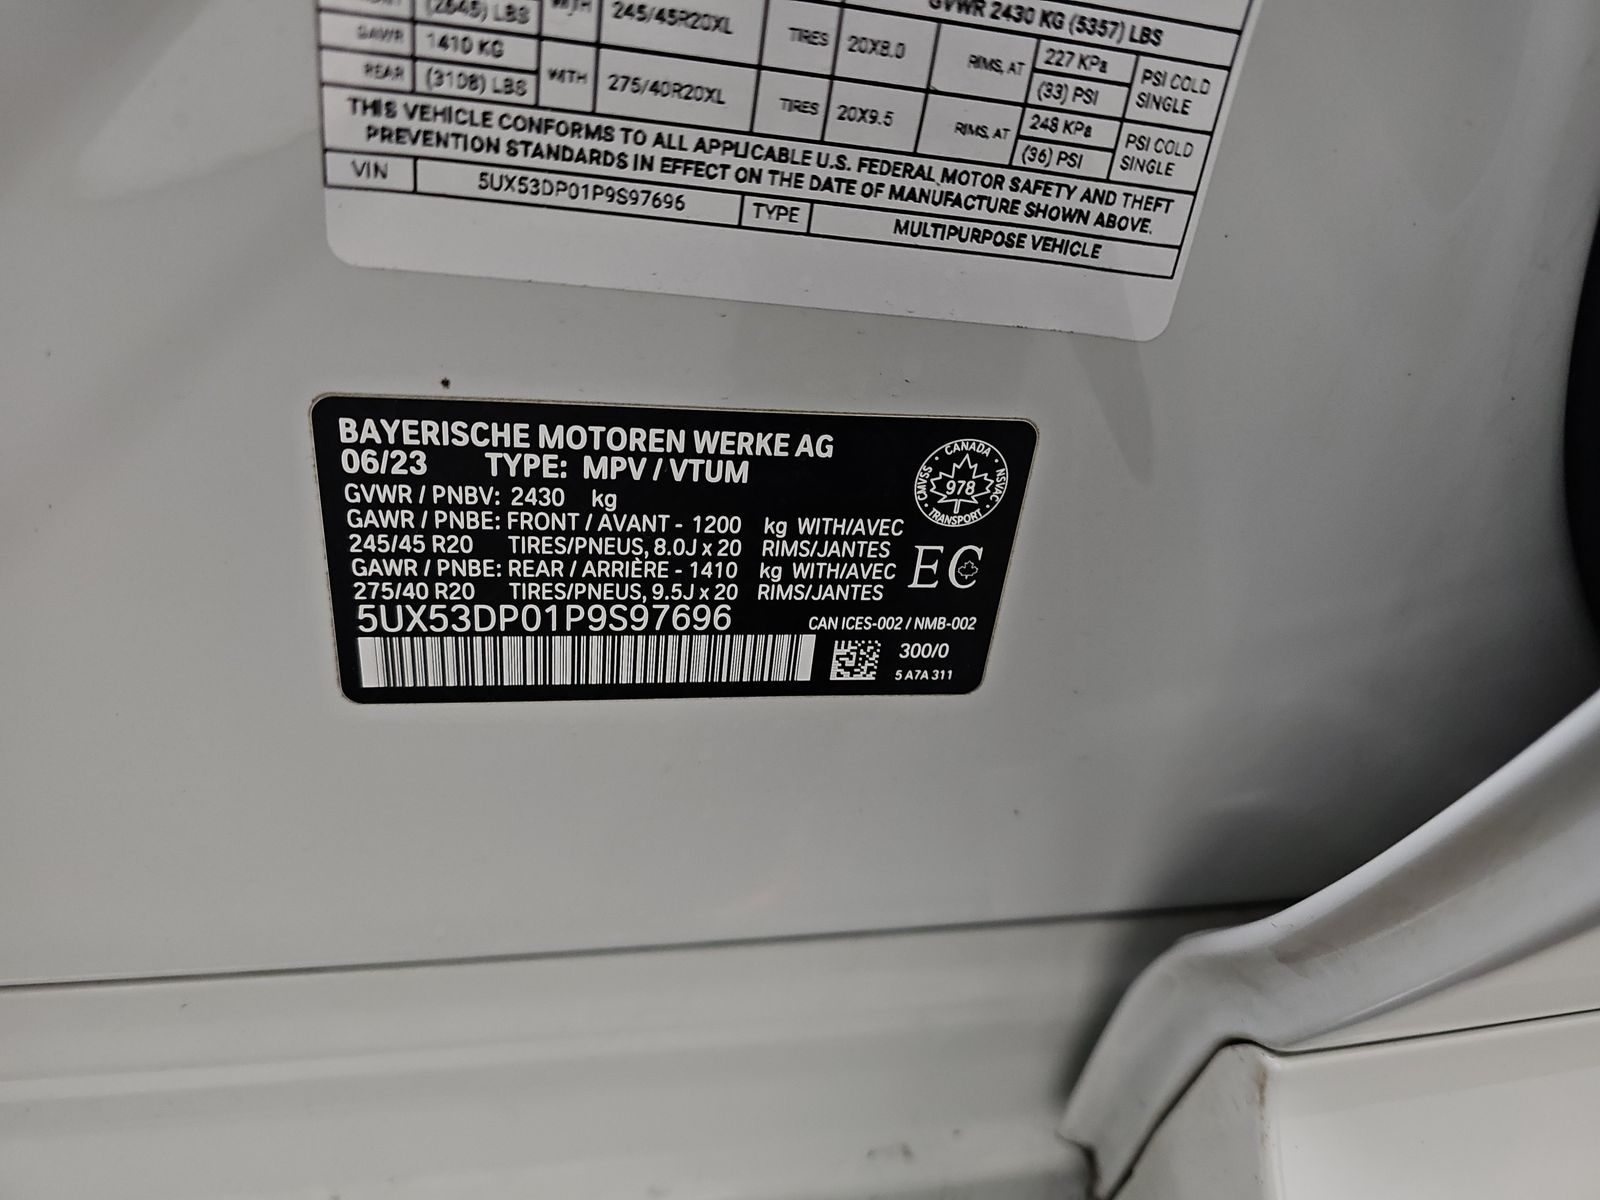 GVWR 2430 KG (5357) LBS
(2645) LBS WITH 245/45R20XL TIRES 20X8.0 RIMS, AT 227 KPa (33) PSI PSI COLD SINGLE
GAWR REAR 1410 KG (3108) LBS WITH 275/40R20XL TIRES 20X9.5 RIMS, AT 248 KPa (36) PSI PSI COLD SINGLE
THIS VEHICLE CONFORMS TO ALL APPLICABLE U.S. FEDERAL MOTOR SAFETY AND THEFT
PREVENTION STANDARDS IN EFFECT ON THE DATE OF MANUFACTURE SHOWN ABOVE.
VIN 5UX53DP01P9S97696 TYPE MULTIPURPOSE VEHICLE
BAYERISCHE MOTOREN WERKE AG
06/23 TYPE: MPV / VTUM
GVWR / PNBV: 2430 kg
GAWR / PNBE: FRONT / AVANT - 1200 kg WITH/AVEC
245/45 R20 TIRES/PNEUS, 8.0J x 20 RIMS/JANTES
GAWR / PNBE: REAR / ARRIÈRE - 1410 kg WITH/AVEC
275/40 R20 TIRES/PNEUS, 9.5J x 20 RIMS/JANTES
5UX53DP01P9S97696
CANADA
CMVSS 978 NSVAC
TRANSPORT
EC
CAN ICES-002 / NMB-002
300/0
5 A7A 311